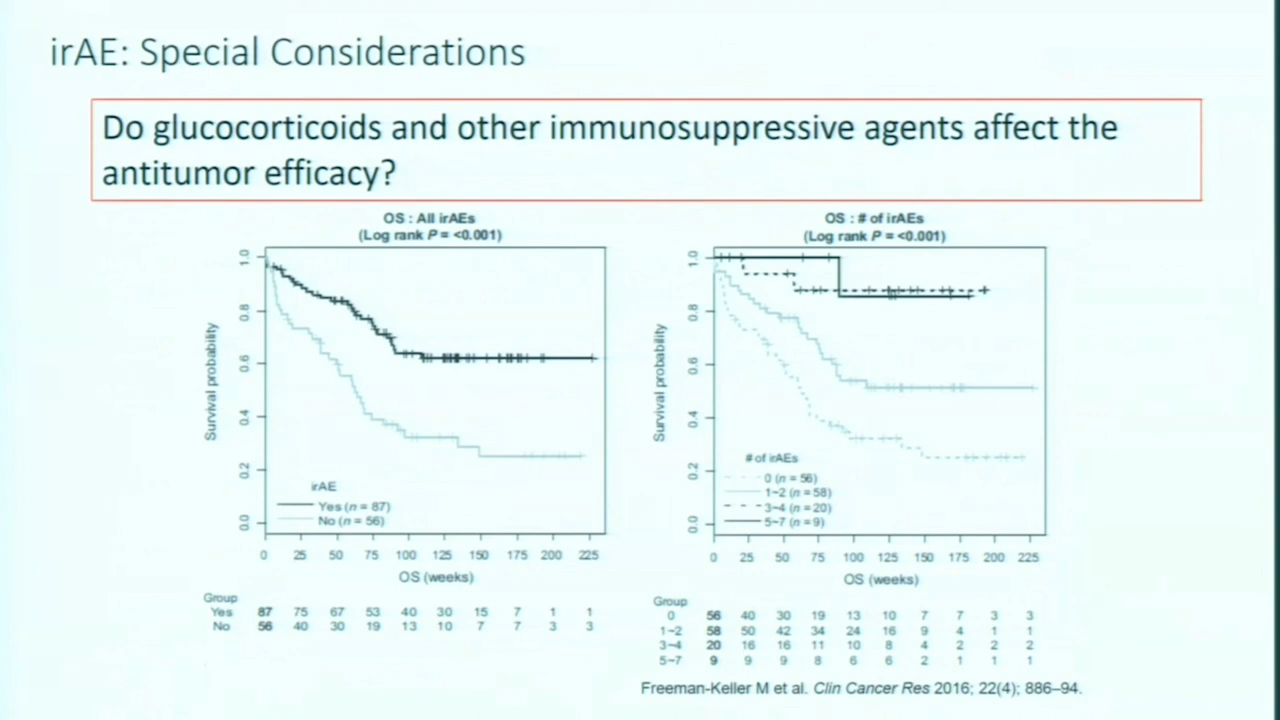 irAE: Special Considerations
Do glucocorticoids and other immunosuppressive agents affect the
antitumor efficacy?
OS : All irAEs
(Log rank P = <0.001)
Survival probability
1.0
0.8
0.6
0.4
0.2
0.0
irAE
Yes (n = 87)
No (n = 56)
0 25 50 75 100 125 150 175 200 225
OS (weeks)
Group
Yes 87 75 67 53 40 30 15 7 1 1
No 56 40 30 19 13 10 7 7 3 3
OS : # of irAEs
(Log rank P = <0.001)
Survival probability
1.0
0.8
0.6
0.4
0.2
0.0
# of irAEs
0 (n = 56)
1~2 (n = 58)
3~4 (n = 20)
5~7 (n = 9)
0 25 50 75 100 125 150 175 200 225
OS (weeks)
Group
0 56 40 30 19 13 10 7 7 3 3
1~2 58 50 42 34 24 16 9 4 1 1
3~4 20 16 16 11 10 8 4 2 2 2
5~7 9 9 9 8 6 6 2 1 1 1
Freeman-Keller M et al. Clin Cancer Res 2016; 22(4); 886–94.